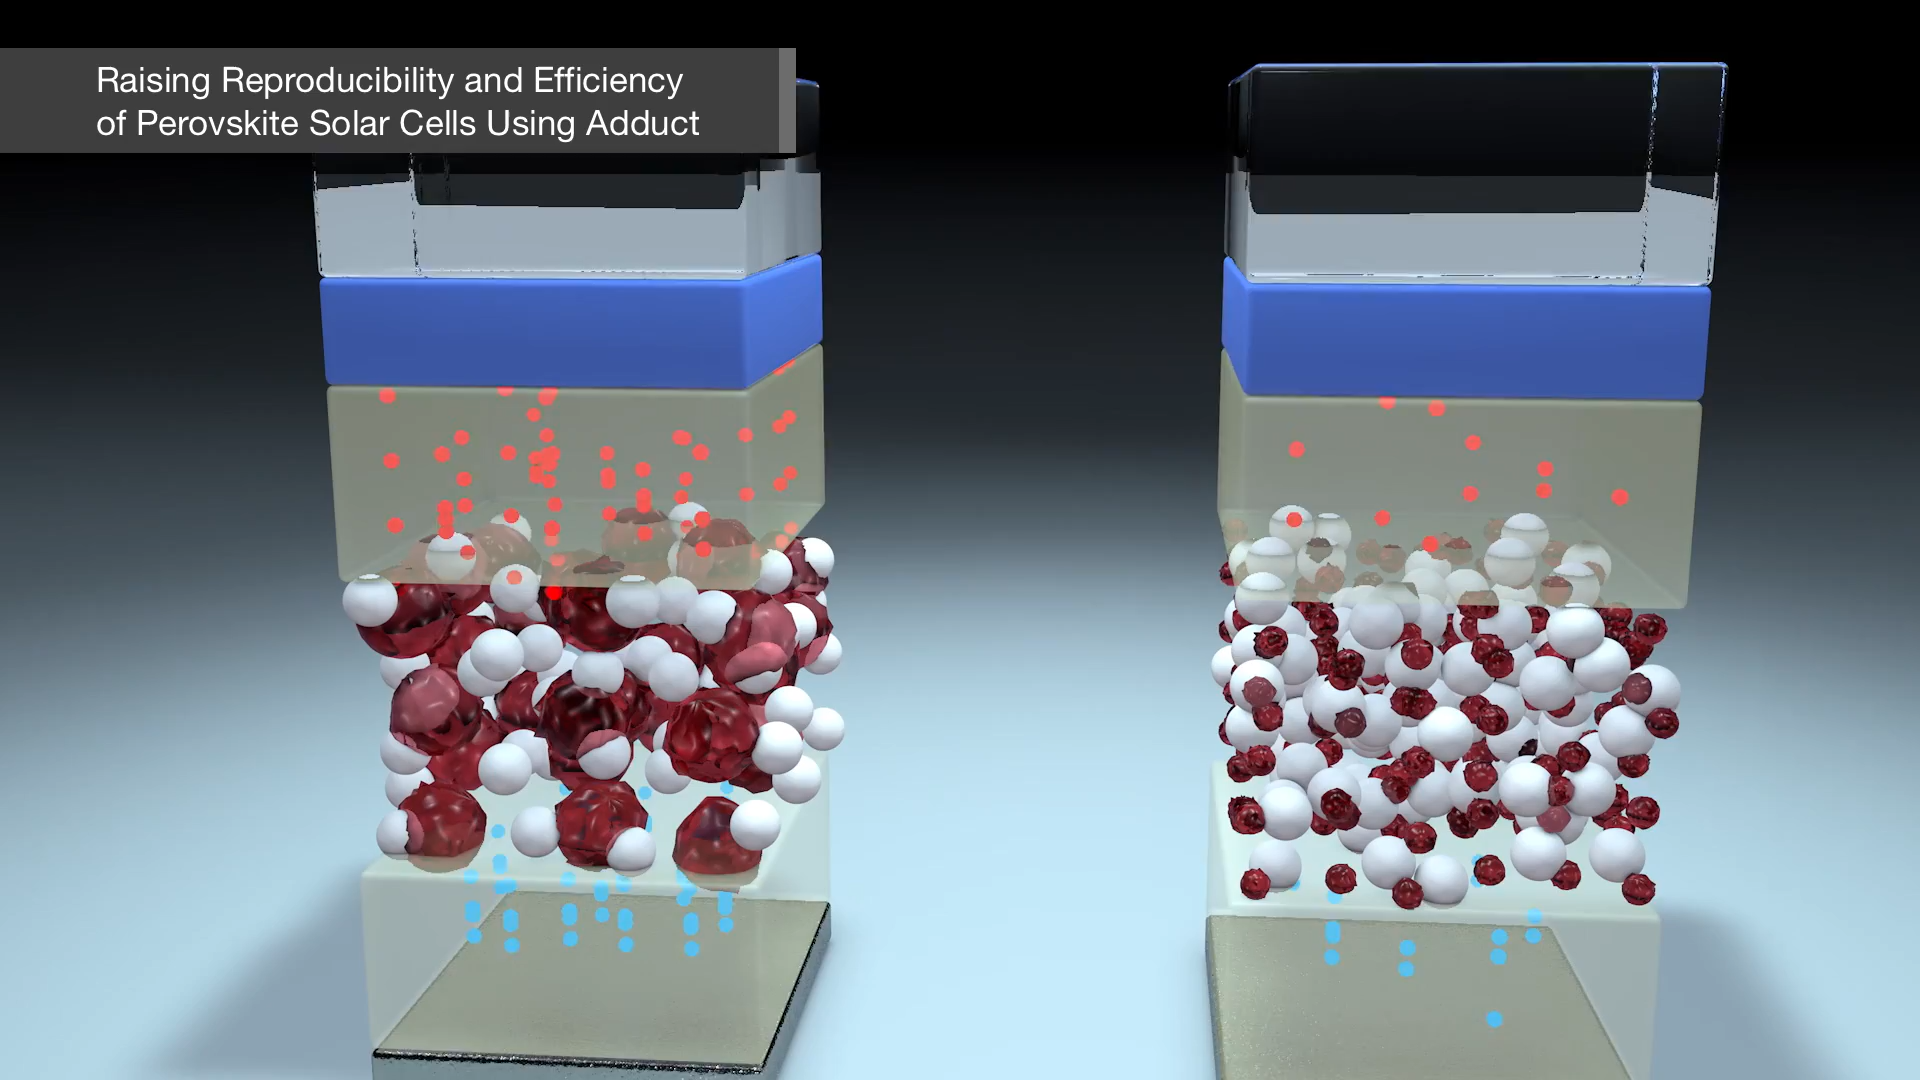 Raising Reproducibility and Efficiency
of Perovskite Solar Cells Using Adduct